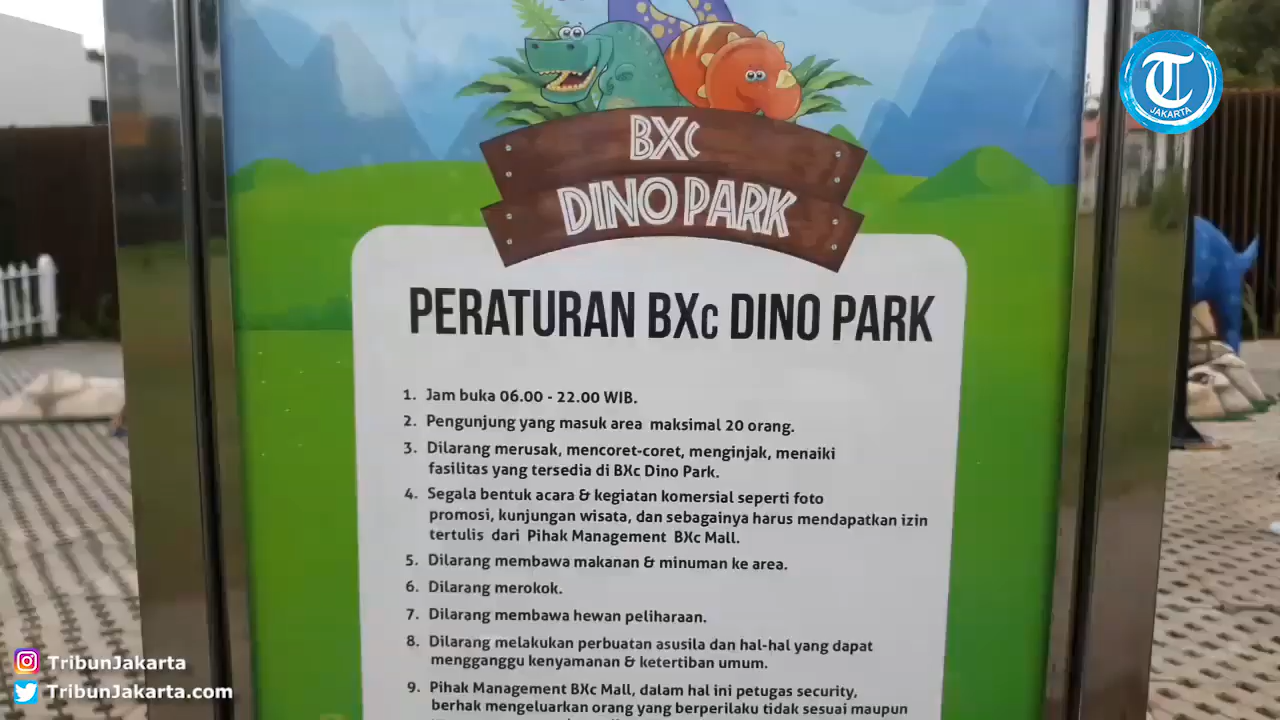 T
JAKARTA
BXc
DINO PARK
PERATURAN BXc DINO PARK
1. Jam buka 06.00 - 22.00 WIB.
2. Pengunjung yang masuk area maksimal 20 orang.
3. Dilarang merusak, mencoret-coret, menginjak, menaiki
fasilitas yang tersedia di BXc Dino Park.
4. Segala bentuk acara & kegiatan komersial seperti foto
promosi, kunjungan wisata, dan sebagainya harus mendapatkan izin
tertulis dari Pihak Management BXc Mall.
5. Dilarang membawa makanan & minuman ke area.
6. Dilarang merokok.
7. Dilarang membawa hewan peliharaan.
8. Dilarang melakukan perbuatan asusila dan hal-hal yang dapat
mengganggu kenyamanan & ketertiban umum.
9. Pihak Management BXc Mall, dalam hal ini petugas security,
berhak mengeluarkan orang yang berperilaku tidak sesuai maupun
TribunJakarta
TribunJakarta.com